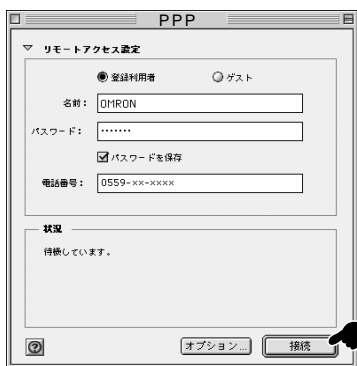 PPP
リモートアクセス設定
登録利用者 ゲスト
名前： OMRON
パスワード： •••••••
パスワードを保存
電話番号： 0559-××-××××
状況
待機しています。
? オプション... 接続